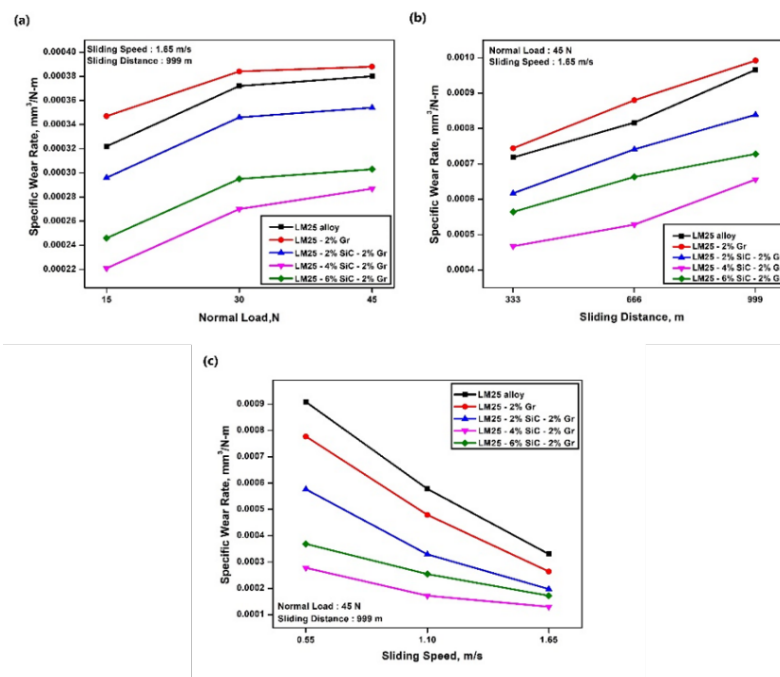 (a)
Sliding Speed : 1.65 m/s
Sliding Distance : 999 m
Specific Wear Rate, mm³/N-m
0.00040
0.00038
0.00036
0.00034
0.00032
0.00030
0.00028
0.00026
0.00024
0.00022
LM25 alloy
LM25 - 2% Gr
LM25 - 2% SiC - 2% Gr
LM25 - 4% SiC - 2% Gr
LM25 - 6% SiC - 2% Gr
15
30
45
Normal Load,N
(b)
Normal Load : 45 N
Sliding Speed : 1.65 m/s
Specific Wear Rate, mm³/N-m
0.0010
0.0009
0.0008
0.0007
0.0006
0.0005
0.0004
LM25 alloy
LM25 - 2% Gr
LM25 - 2% SiC - 2% Gr
LM25 - 4% SiC - 2% Gr
LM25 - 6% SiC - 2% Gr
333
666
999
Sliding Distance, m
(c)
Specific Wear Rate, mm³/N-m
0.0009
0.0008
0.0007
0.0006
0.0005
0.0004
0.0003
0.0002
0.0001
LM25 alloy
LM25 - 2% Gr
LM25 - 2% SiC - 2% Gr
LM25 - 4% SiC - 2% Gr
LM25 - 6% SiC - 2% Gr
Normal Load : 45 N
Sliding Distance : 999 m
0.55
1.10
1.65
Sliding Speed, m/s